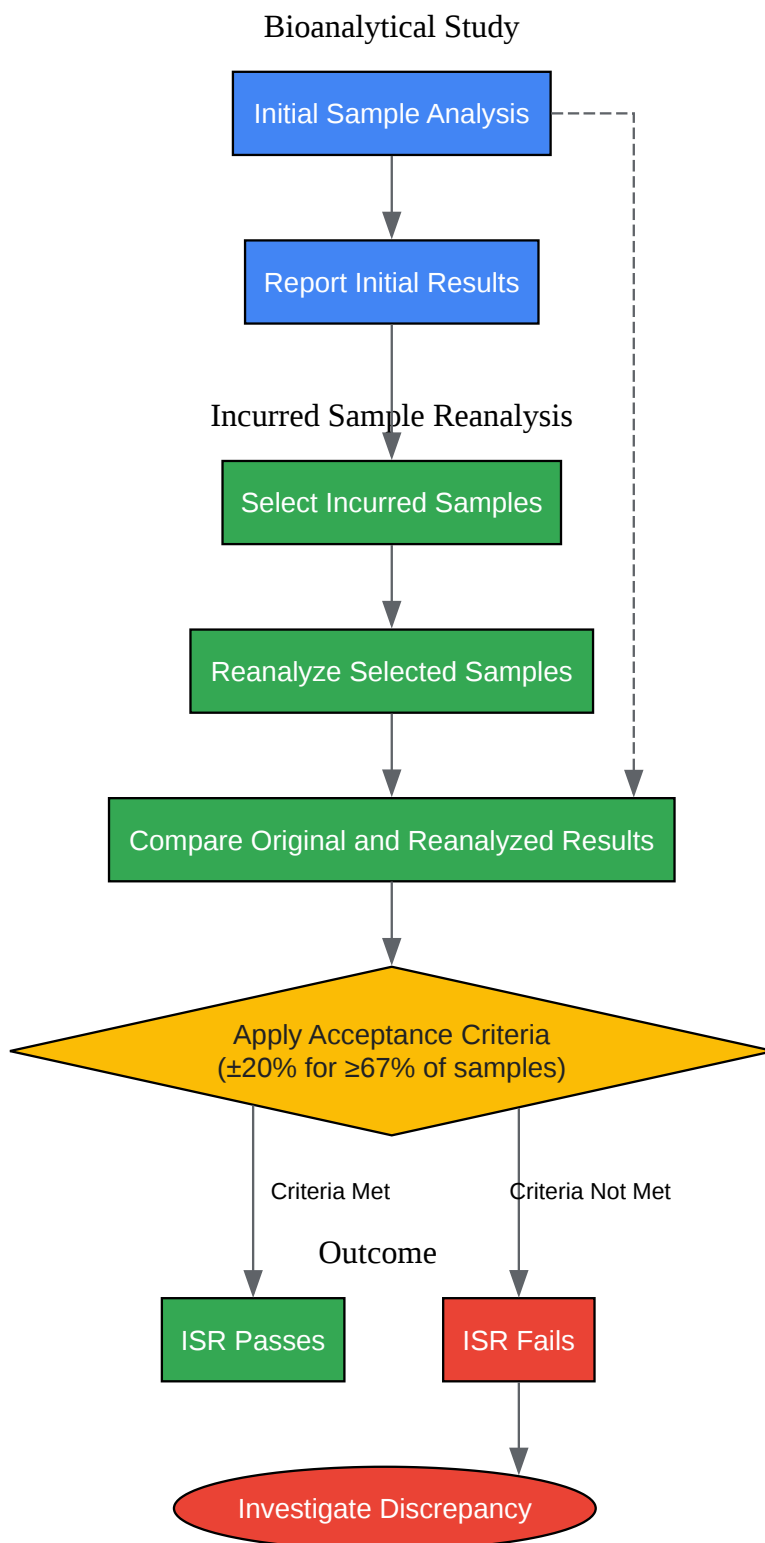 Bioanalytical Study
Initial Sample Analysis
Report Initial Results
Incurred Sample Reanalysis
Select Incurred Samples
Reanalyze Selected Samples
Compare Original and Reanalyzed Results
Apply Acceptance Criteria
(±20% for ≥67% of samples)
Criteria Met
Criteria Not Met
Outcome
ISR Passes
ISR Fails
Investigate Discrepancy